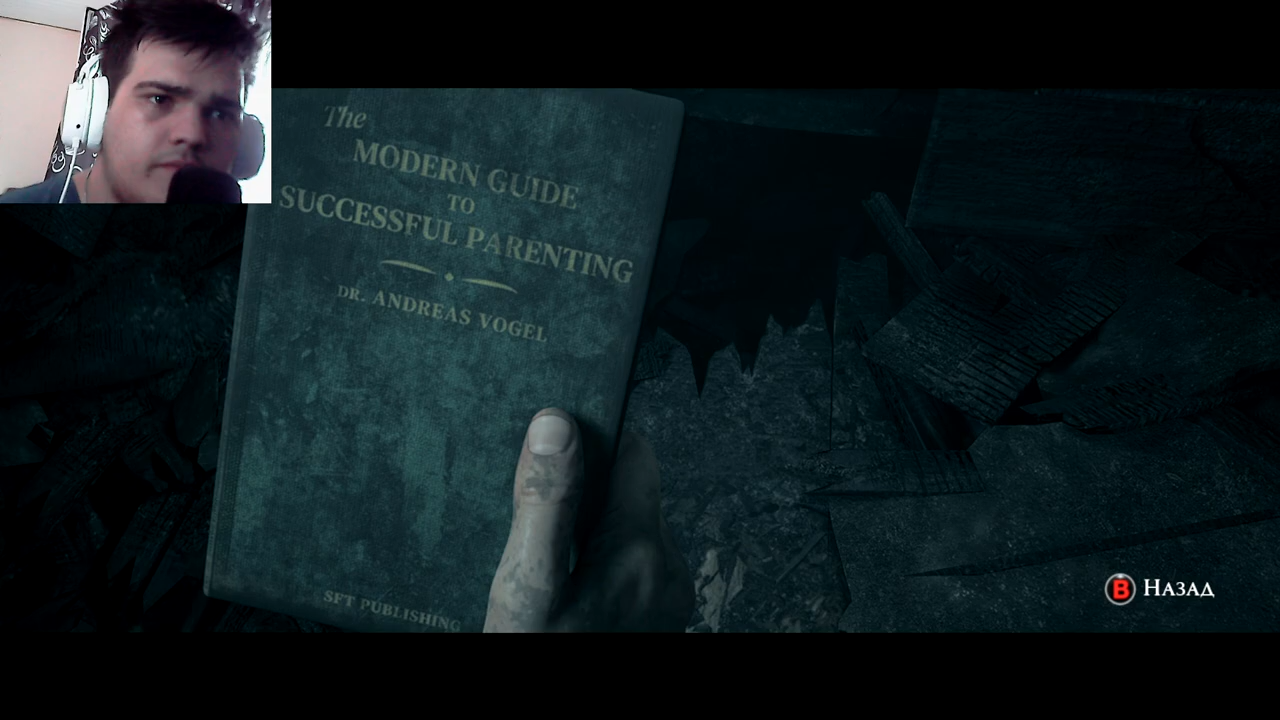 The
MODERN GUIDE
TO
SUCCESSFUL PARENTING
DR. ANDREAS VOGEL
SFT PUBLISHING
B Назад